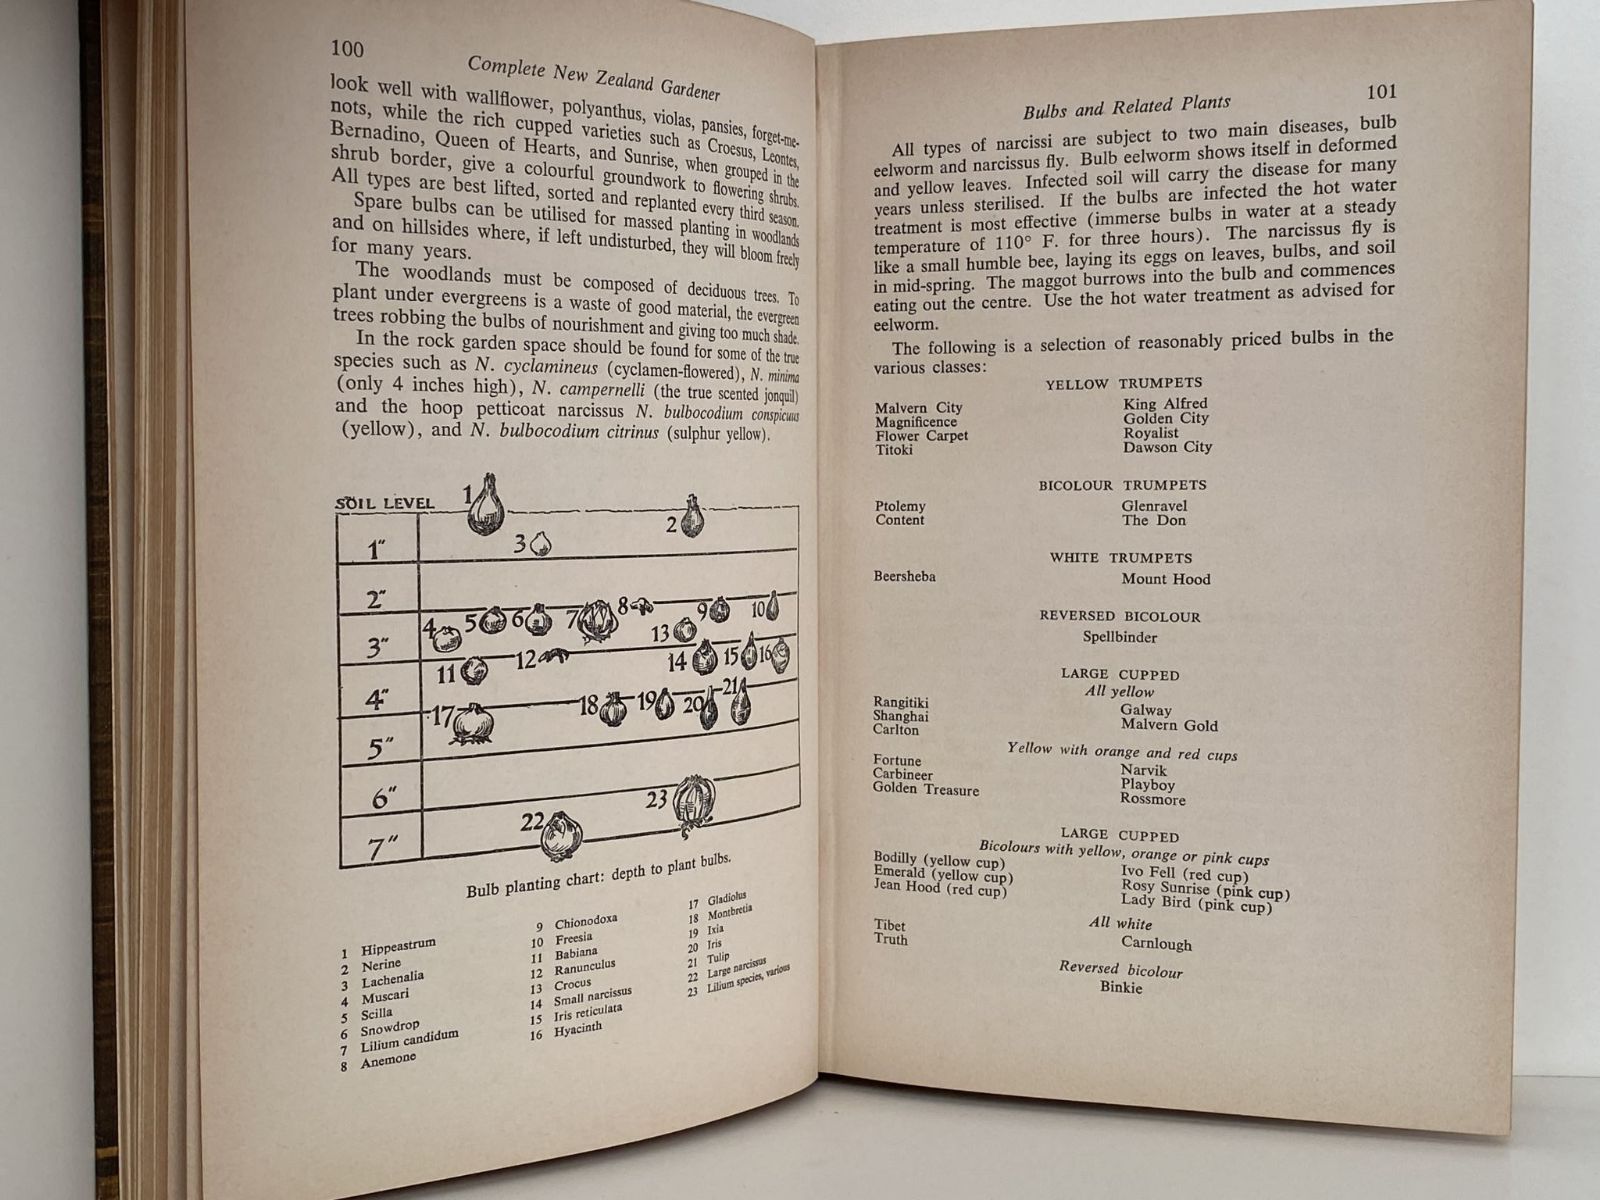 100
Complete New Zealand Gardener
look well with wallflower, polyanthus, violas, pansies, forget-me-
nots, while the rich cupped varieties such as Croesus, Leontes,
Bernadino, Queen of Hearts, and Sunrise, when grouped in the
shrub border, give a colourful groundwork to flowering shrubs.
All types are best lifted, sorted and replanted every third season.
Spare bulbs can be utilised for massed planting in woodlands
and on hillsides where, if left undisturbed, they will bloom freely
for many years.
The woodlands must be composed of deciduous trees. To
plant under evergreens is a waste of good material, the evergreen
trees robbing the bulbs of nourishment and giving too much shade.
In the rock garden space should be found for some of the true
species such as N. cyclamineus (cyclamen-flowered), N. minima
(only 4 inches high), N. campernelli (the true scented jonquil)
and the hoop petticoat narcissus N. bulbocodium conspicuus
(yellow), and N. bulbocodium citrinus (sulphur yellow).
SOIL LEVEL
1 2
1" 3
2"
4 5 6 7 8 9 10
3" 13
11 12 14 15 16
4"
17 18 19 20 21
5"
6" 23
7" 22
Bulb planting chart: depth to plant bulbs.
1 Hippeastrum
2 Nerine
3 Lachenalia
4 Muscari
5 Scilla
6 Snowdrop
7 Lilium candidum
8 Anemone
9 Chionodoxa
10 Freesia
11 Babiana
12 Ranunculus
13 Crocus
14 Small narcissus
15 Iris reticulata
16 Hyacinth
17 Gladiolus
18 Montbretia
19 Ixia
20 Iris
21 Tulip
22 Large narcissus
23 Lilium species, various
Bulbs and Related Plants
101
All types of narcissi are subject to two main diseases, bulb
eelworm and narcissus fly. Bulb eelworm shows itself in deformed
and yellow leaves. Infected soil will carry the disease for many
years unless sterilised. If the bulbs are infected the hot water
treatment is most effective (immerse bulbs in water at a steady
temperature of 110° F. for three hours). The narcissus fly is
like a small humble bee, laying its eggs on leaves, bulbs, and soil
in mid-spring. The maggot burrows into the bulb and commences
eating out the centre. Use the hot water treatment as advised for
eelworm.
The following is a selection of reasonably priced bulbs in the
various classes:
YELLOW TRUMPETS
Malvern City King Alfred
Magnificence Golden City
Flower Carpet Royalist
Titoki Dawson City
BICOLOUR TRUMPETS
Ptolemy Glenravel
Content The Don
WHITE TRUMPETS
Beersheba Mount Hood
REVERSED BICOLOUR
Spellbinder
LARGE CUPPED
All yellow
Rangitiki Galway
Shanghai Malvern Gold
Carlton
Yellow with orange and red cups
Fortune Narvik
Carbineer Playboy
Golden Treasure Rossmore
LARGE CUPPED
Bicolours with yellow, orange or pink cups
Bodilly (yellow cup) Ivo Fell (red cup)
Emerald (yellow cup) Rosy Sunrise (pink cup)
Jean Hood (red cup) Lady Bird (pink cup)
All white
Tibet Carnlough
Truth
Reversed bicolour
Binkie